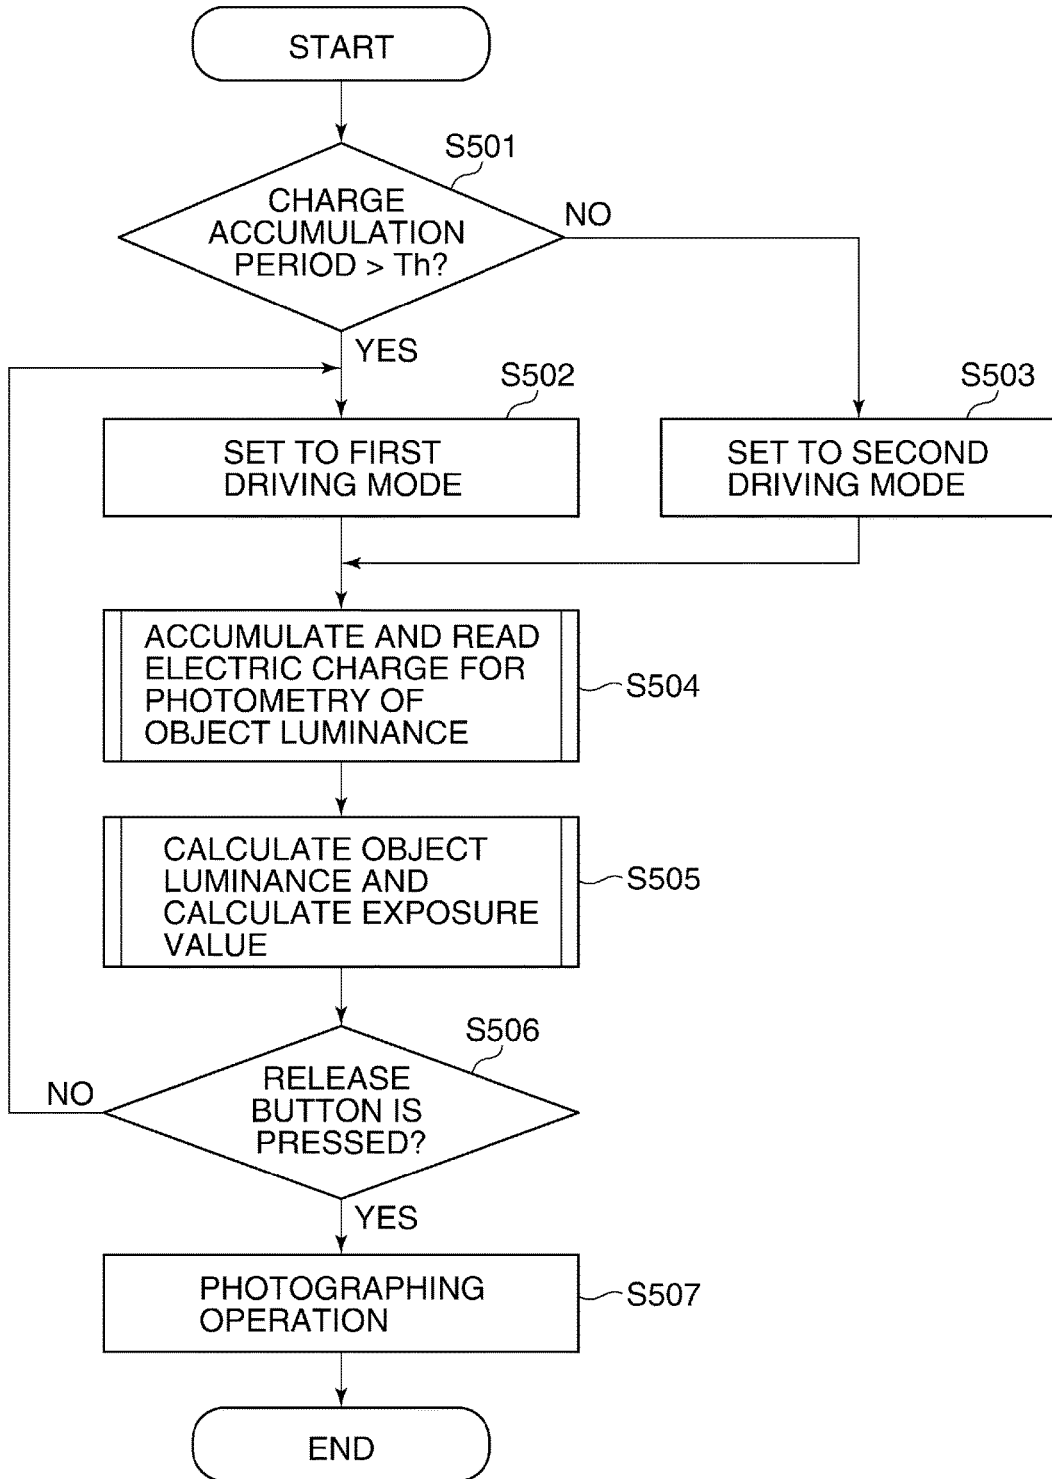 START
S501
CHARGE
ACCUMULATION
PERIOD > Th?
NO
YES
S502
S503
SET TO FIRST
DRIVING MODE
SET TO SECOND
DRIVING MODE
ACCUMULATE AND READ
ELECTRIC CHARGE FOR
PHOTOMETRY OF
OBJECT LUMINANCE
S504
CALCULATE OBJECT
LUMINANCE AND
CALCULATE EXPOSURE
VALUE
S505
S506
RELEASE
BUTTON IS
PRESSED?
NO
YES
PHOTOGRAPHING
OPERATION
S507
END